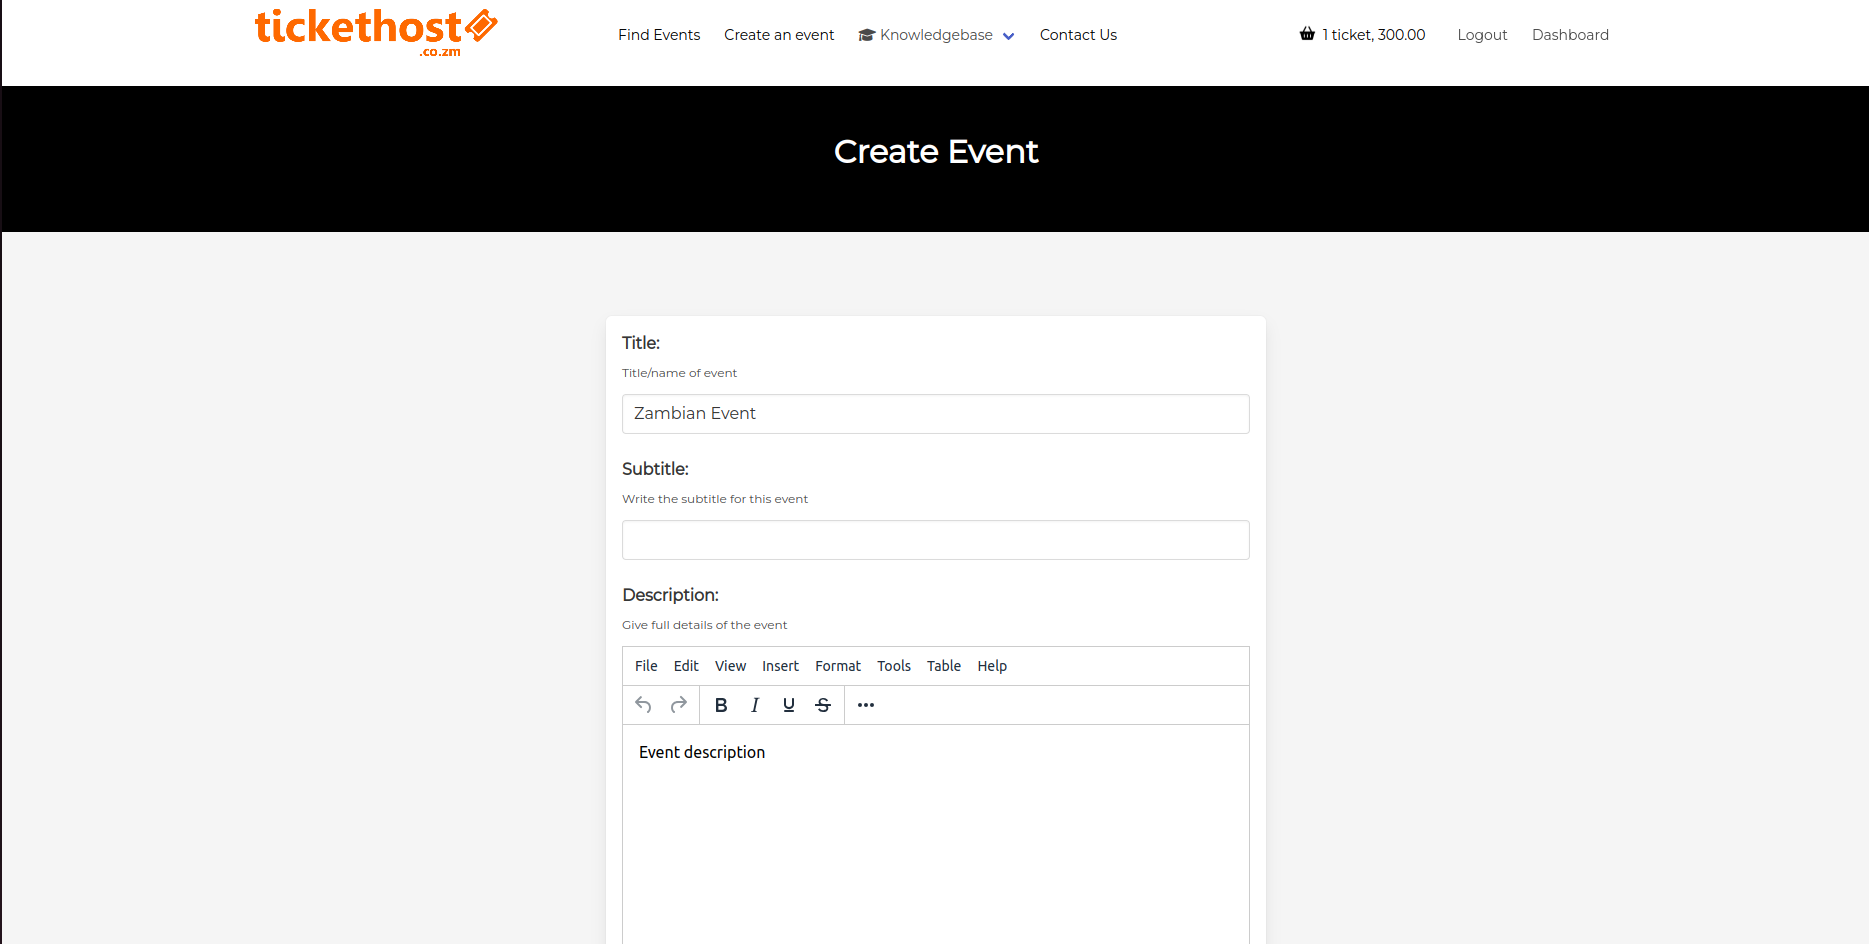 tickethost
.co.zm
Find Events Create an event Knowledgebase Contact Us 1 ticket, 300.00 Logout Dashboard
Create Event
Title:
Title/name of event
Zambian Event
Subtitle:
Write the subtitle for this event
Description:
Give full details of the event
File Edit View Insert Format Tools Table Help
B I U S ...
Event description